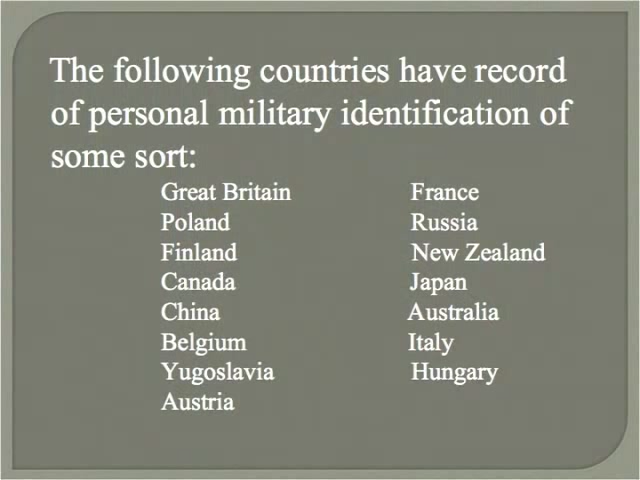 The following countries have record
of personal military identification of
some sort:
Great Britain France
Poland Russia
Finland New Zealand
Canada Japan
China Australia
Belgium Italy
Yugoslavia Hungary
Austria